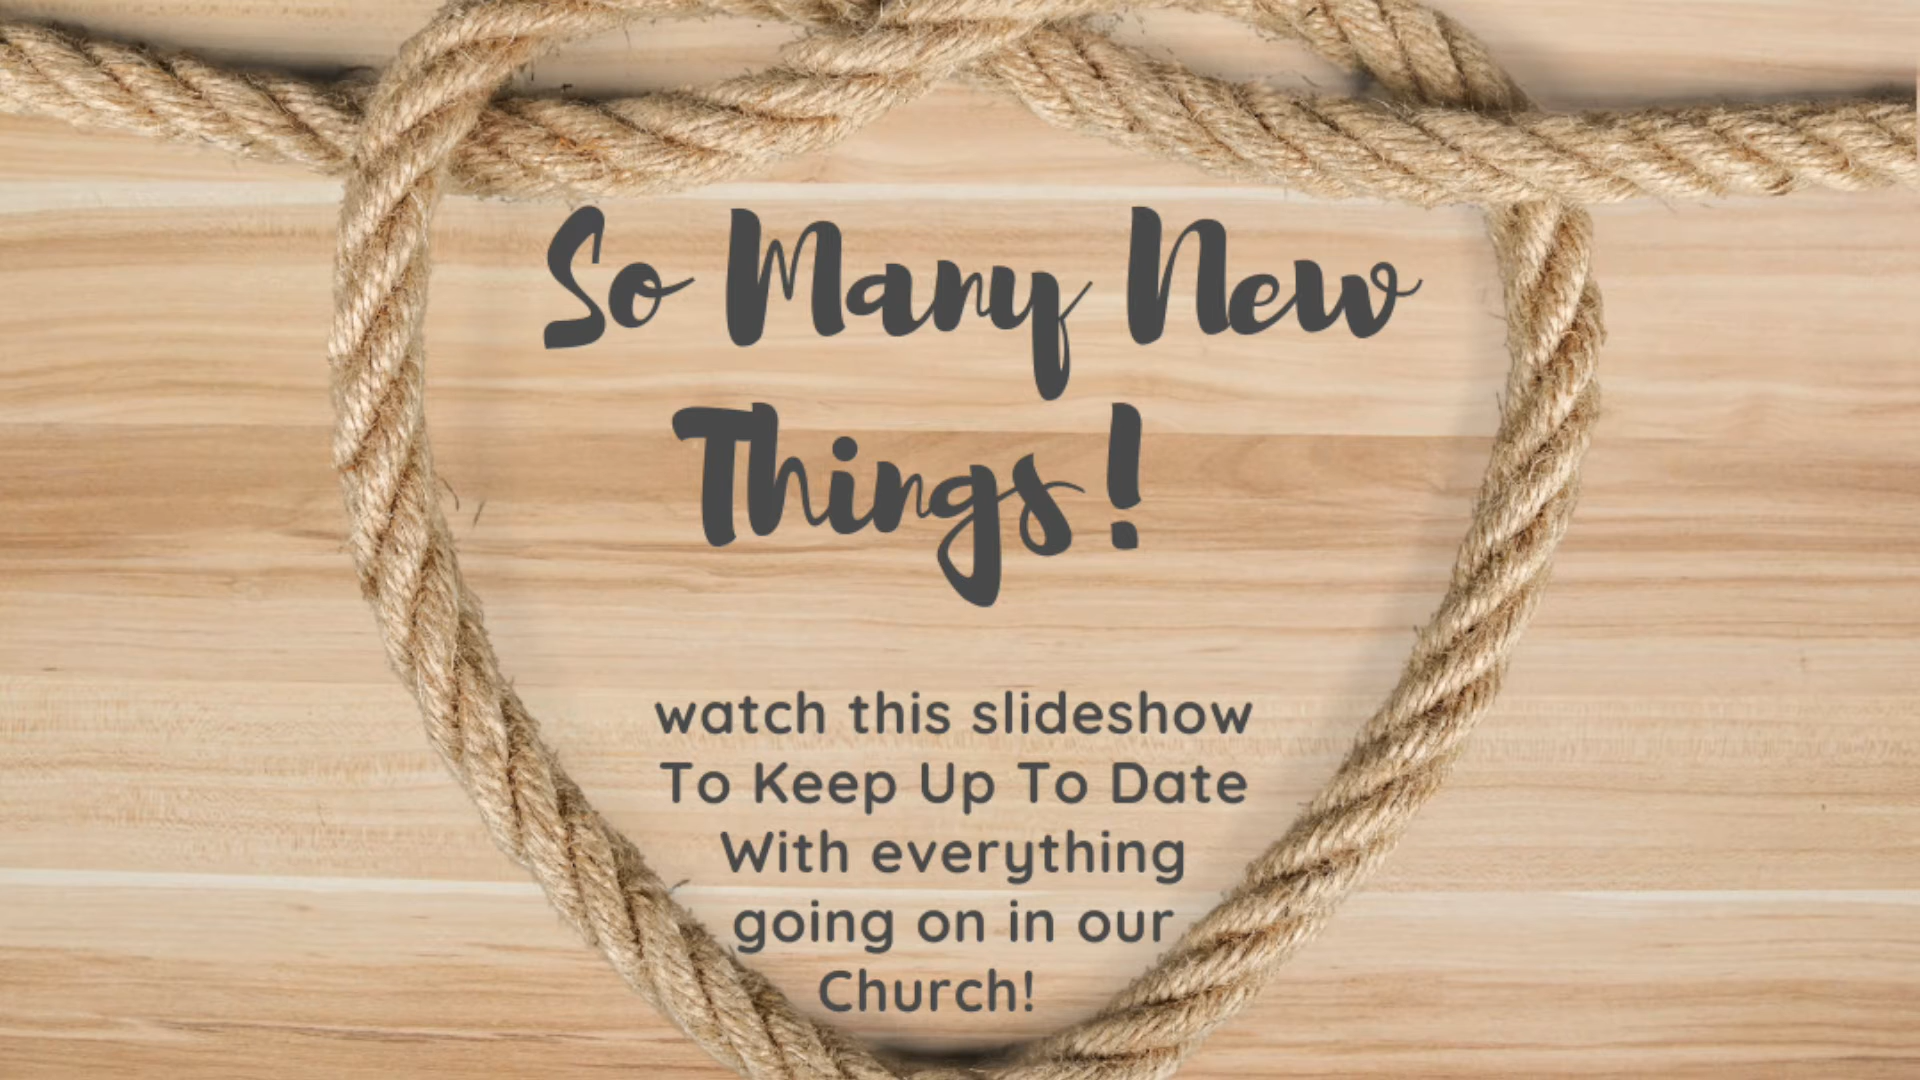 So Many New
Things!
watch this slideshow
To Keep Up To Date
With everything
going on in our
Church!